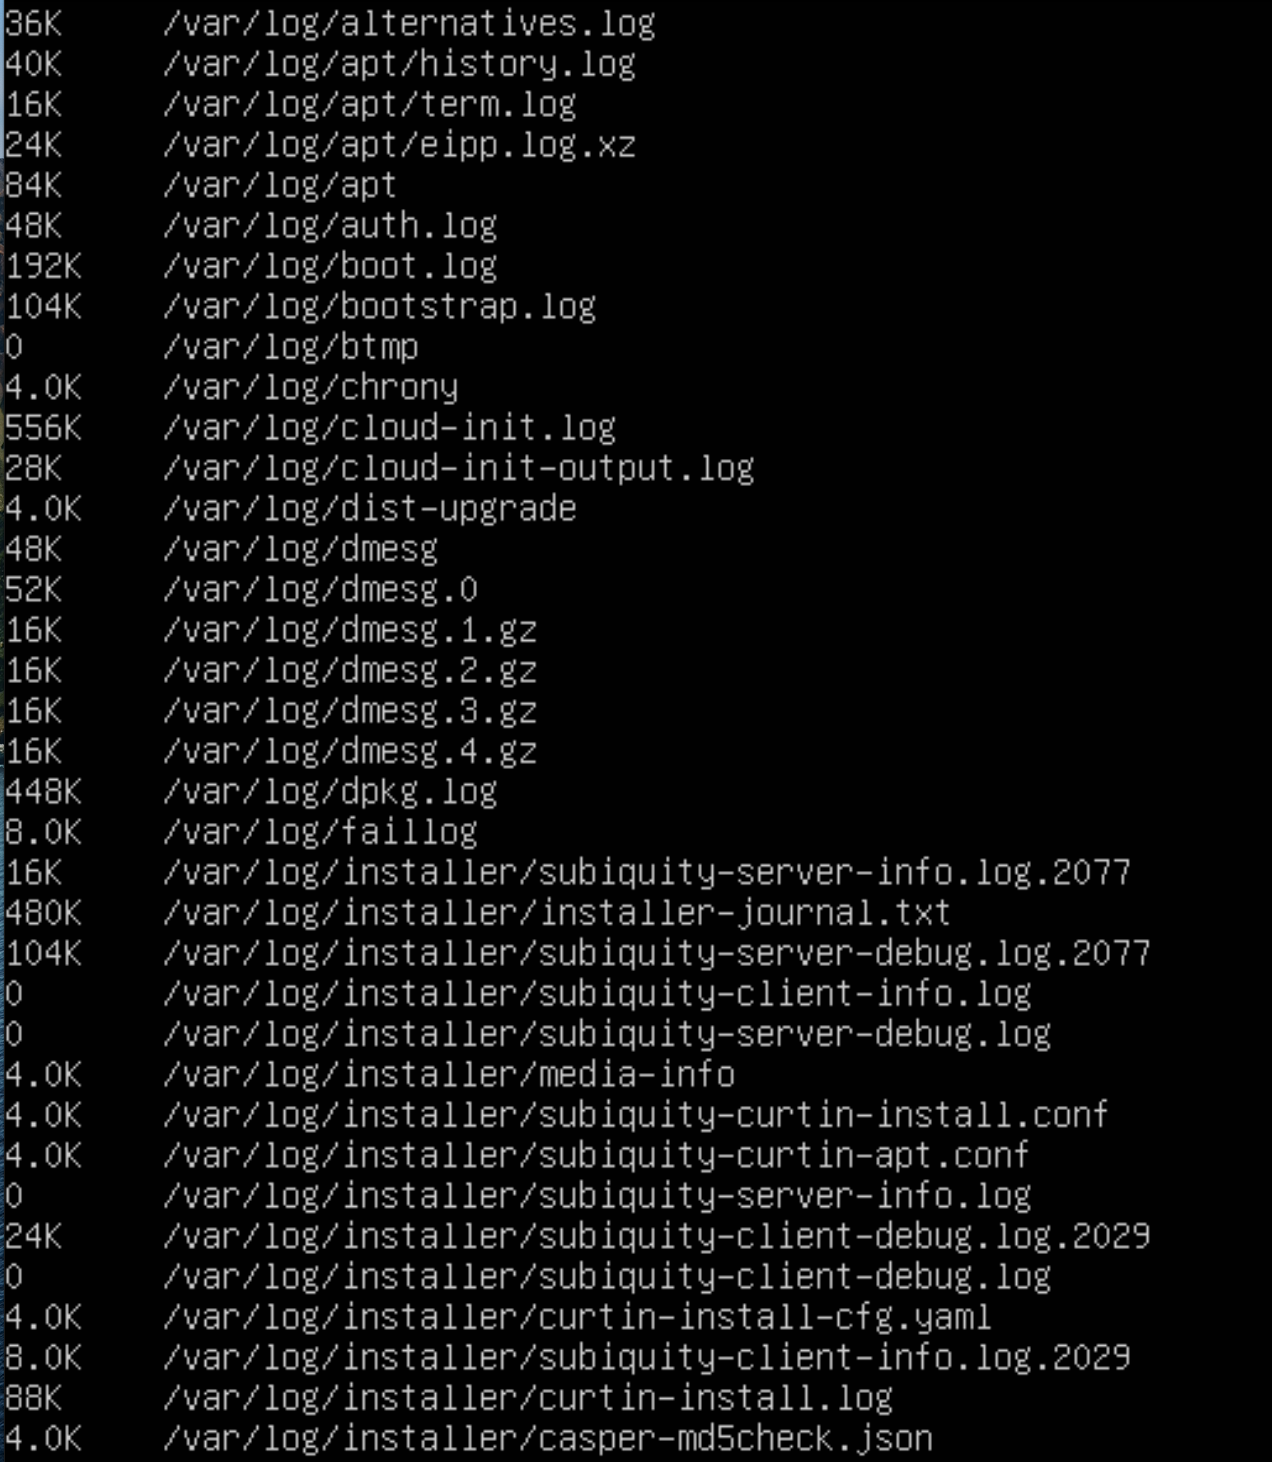 36K /var/log/alternatives.log
40K /var/log/apt/history.log
16K /var/log/apt/term.log
24K /var/log/apt/eipp.log.xz
84K /var/log/apt
48K /var/log/auth.log
192K /var/log/boot.log
104K /var/log/bootstrap.log
0 /var/log/btmp
4.0K /var/log/chrony
556K /var/log/cloud-init.log
28K /var/log/cloud-init-output.log
4.0K /var/log/dist-upgrade
48K /var/log/dmesg
52K /var/log/dmesg.0
16K /var/log/dmesg.1.gz
16K /var/log/dmesg.2.gz
16K /var/log/dmesg.3.gz
16K /var/log/dmesg.4.gz
448K /var/log/dpkg.log
8.0K /var/log/faillog
16K /var/log/installer/subiquity-server-info.log.2077
480K /var/log/installer/installer-journal.txt
104K /var/log/installer/subiquity-server-debug.log.2077
0 /var/log/installer/subiquity-client-info.log
0 /var/log/installer/subiquity-server-debug.log
4.0K /var/log/installer/media-info
4.0K /var/log/installer/subiquity-curtin-install.conf
4.0K /var/log/installer/subiquity-curtin-apt.conf
0 /var/log/installer/subiquity-server-info.log
24K /var/log/installer/subiquity-client-debug.log.2029
0 /var/log/installer/subiquity-client-debug.log
4.0K /var/log/installer/curtin-install-cfg.yaml
8.0K /var/log/installer/subiquity-client-info.log.2029
88K /var/log/installer/curtin-install.log
4.0K /var/log/installer/casper-md5check.json